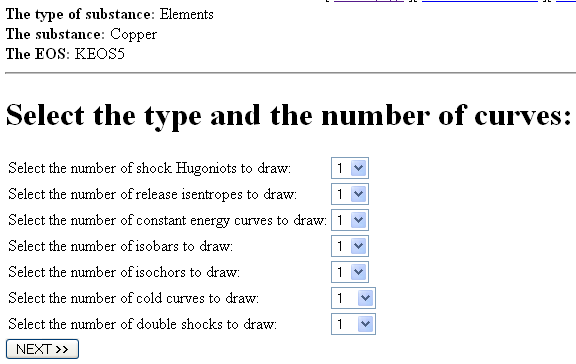 The type of substance: Elements
The substance: Copper
The EOS: KEOS5
Select the type and the number of curves:
Select the number of shock Hugoniots to draw: 1
Select the number of release isentropes to draw: 1
Select the number of constant energy curves to draw: 1
Select the number of isobars to draw: 1
Select the number of isochors to draw: 1
Select the number of cold curves to draw: 1
Select the number of double shocks to draw: 1
NEXT >>